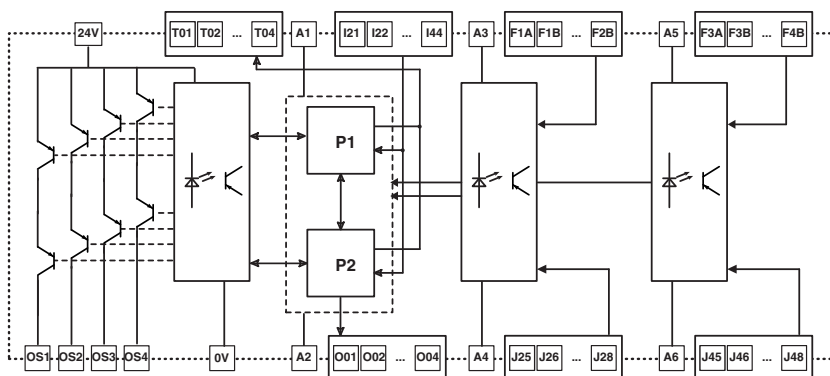 24V T01 T02 ... T04 A1 I21 I22 ... I44 A3 F1A F1B ... F2B A5 F3A F3B ... F4B
P1
P2
OS1 OS2 OS3 OS4 0V A2 O01 O02 ... O04 A4 J25 J26 ... J28 A6 J45 J46 ... J48